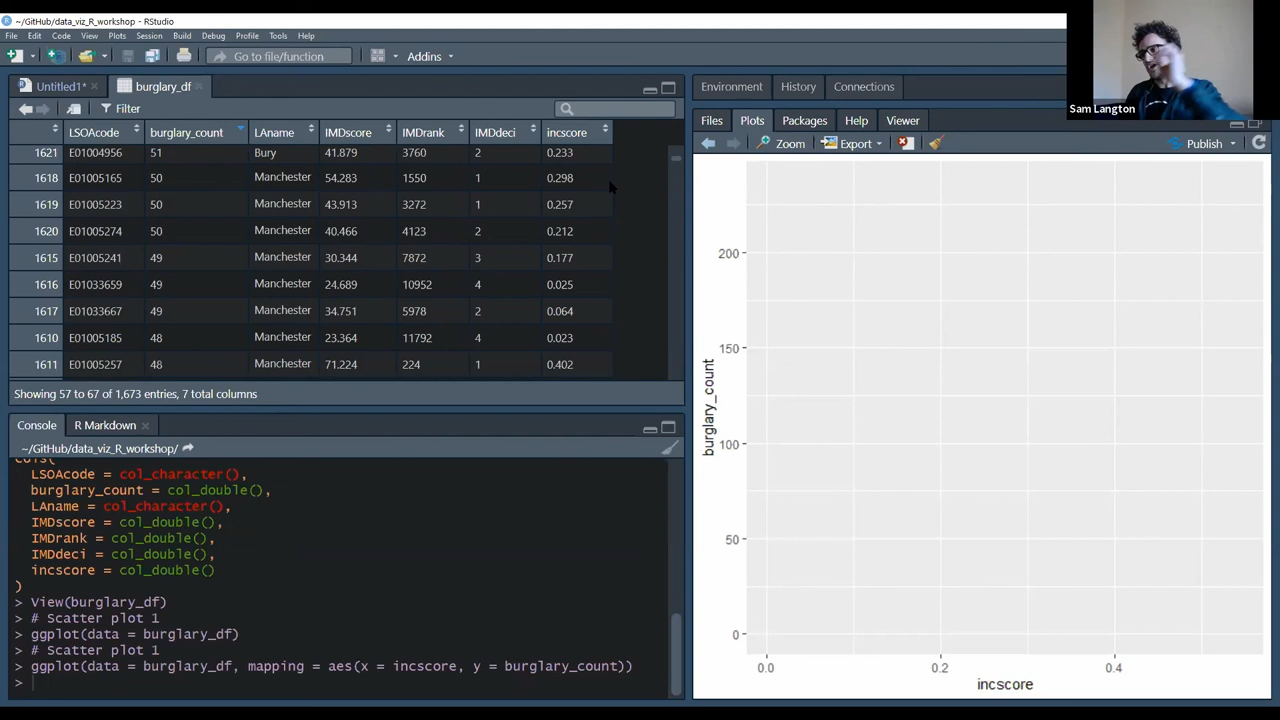 ~/GitHub/data_viz_R_workshop - RStudio
File Edit Code View Plots Session Build Debug Profile Tools Help
Go to file/function Addins
Sam Langton
Untitled1* burglary_df
Filter
LSOAcode burglary_count LAname IMDscore IMDrank IMDdeci incscore
1621 E01004956 51 Bury 41.879 3760 2 0.233
1618 E01005165 50 Manchester 54.283 1550 1 0.298
1619 E01005223 50 Manchester 43.913 3272 1 0.257
1620 E01005274 50 Manchester 40.466 4123 2 0.212
1615 E01005241 49 Manchester 30.344 7872 3 0.177
1616 E01033659 49 Manchester 24.689 10952 4 0.025
1617 E01033667 49 Manchester 34.751 5978 2 0.064
1610 E01005185 48 Manchester 23.364 11792 4 0.023
1611 E01005257 48 Manchester 71.224 224 1 0.402
Showing 57 to 67 of 1,673 entries, 7 total columns
Console R Markdown
~/GitHub/data_viz_R_workshop/
cols(
LSOAcode = col_character(),
burglary_count = col_double(),
LAname = col_character(),
IMDscore = col_double(),
IMDrank = col_double(),
IMDdeci = col_double(),
incscore = col_double()
)
> View(burglary_df)
> # Scatter plot 1
> ggplot(data = burglary_df)
> # Scatter plot 1
> ggplot(data = burglary_df, mapping = aes(x = incscore, y = burglary_count))
>
Environment History Connections
Files Plots Packages Help Viewer
Zoom Export Publish
200
150
100
50
0
burglary_count
0.0 0.2 0.4
incscore